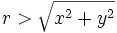 r > √(x² + y²)